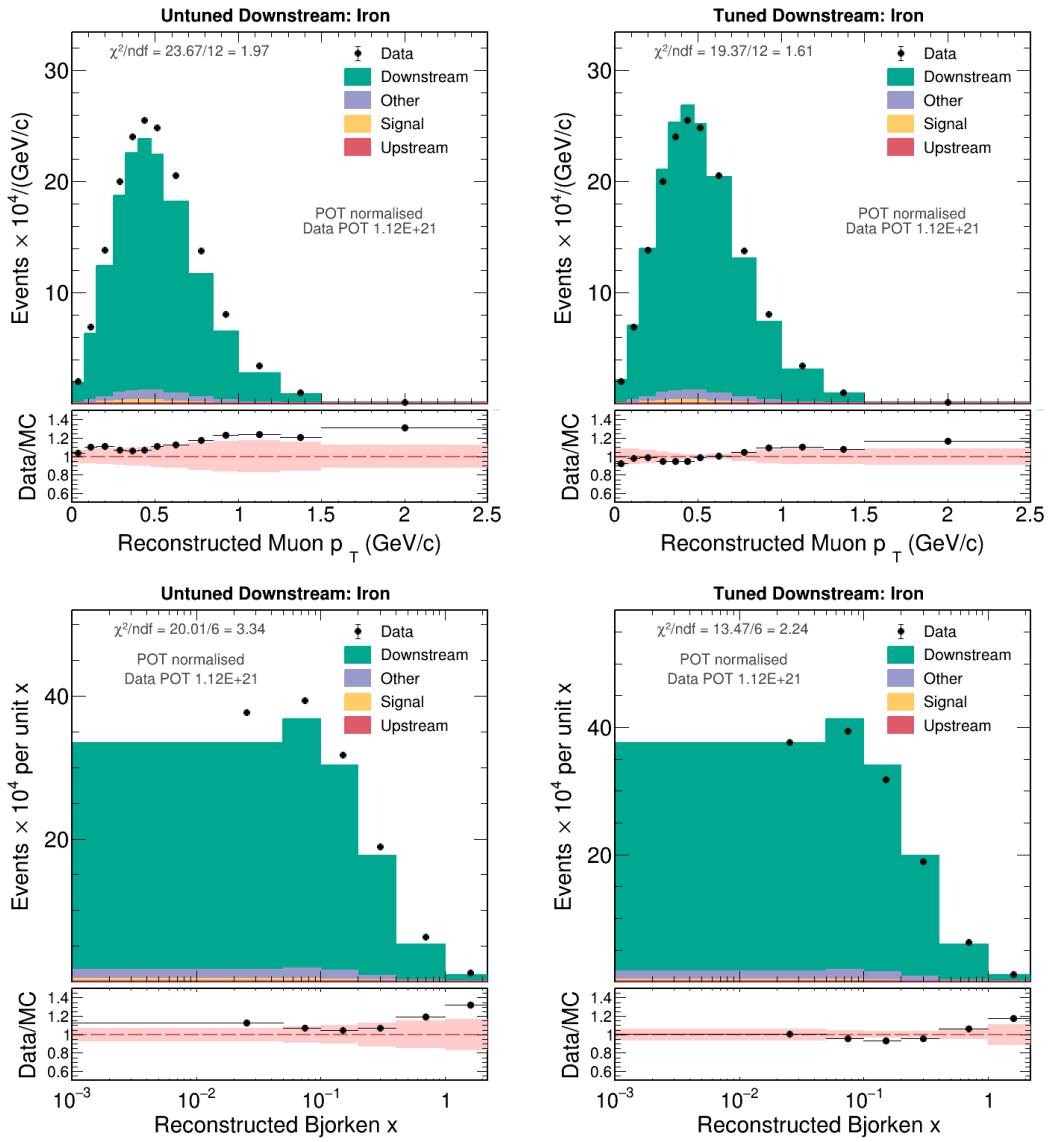 Untuned Downstream: Iron
χ²/ndf = 23.67/12 = 1.97
Data
Downstream
Other
Signal
Upstream
POT normalised
Data POT 1.12E+21
Events × 10⁴/(GeV/c)
30
20
10
Data/MC
1.4
1.2
1
0.8
0.6
0 0.5 1 1.5 2 2.5
Reconstructed Muon p_T (GeV/c)
Tuned Downstream: Iron
χ²/ndf = 19.37/12 = 1.61
Data
Downstream
Other
Signal
Upstream
POT normalised
Data POT 1.12E+21
Events × 10⁴/(GeV/c)
30
20
10
Data/MC
1.4
1.2
1
0.8
0.6
0 0.5 1 1.5 2 2.5
Reconstructed Muon p_T (GeV/c)
Untuned Downstream: Iron
χ²/ndf = 20.01/6 = 3.34
POT normalised
Data POT 1.12E+21
Data
Downstream
Other
Signal
Upstream
Events × 10⁴ per unit x
40
20
Data/MC
1.4
1.2
1
0.8
0.6
10⁻³ 10⁻² 10⁻¹ 1
Reconstructed Bjorken x
Tuned Downstream: Iron
χ²/ndf = 13.47/6 = 2.24
POT normalised
Data POT 1.12E+21
Data
Downstream
Other
Signal
Upstream
Events × 10⁴ per unit x
40
20
Data/MC
1.4
1.2
1
0.8
0.6
10⁻³ 10⁻² 10⁻¹ 1
Reconstructed Bjorken x